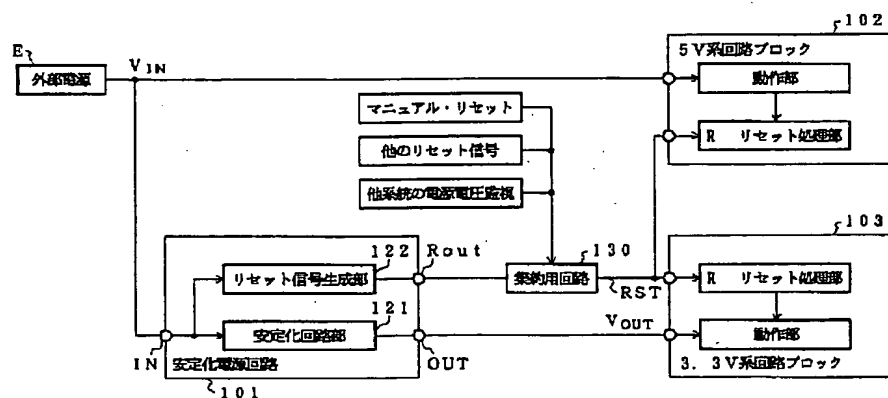 102
E
VIN
5V系回路ブロック
外部電源
動作部
マニュアル・リセット
R リセット処理部
他のリセット信号
他系統の電源電圧監視
103
122
Rout
130
リセット信号生成部
集約用回路
R リセット処理部
RST
121
VOUT
安定化回路部
動作部
IN
安定化電源回路
OUT
3.3V系回路ブロック
101